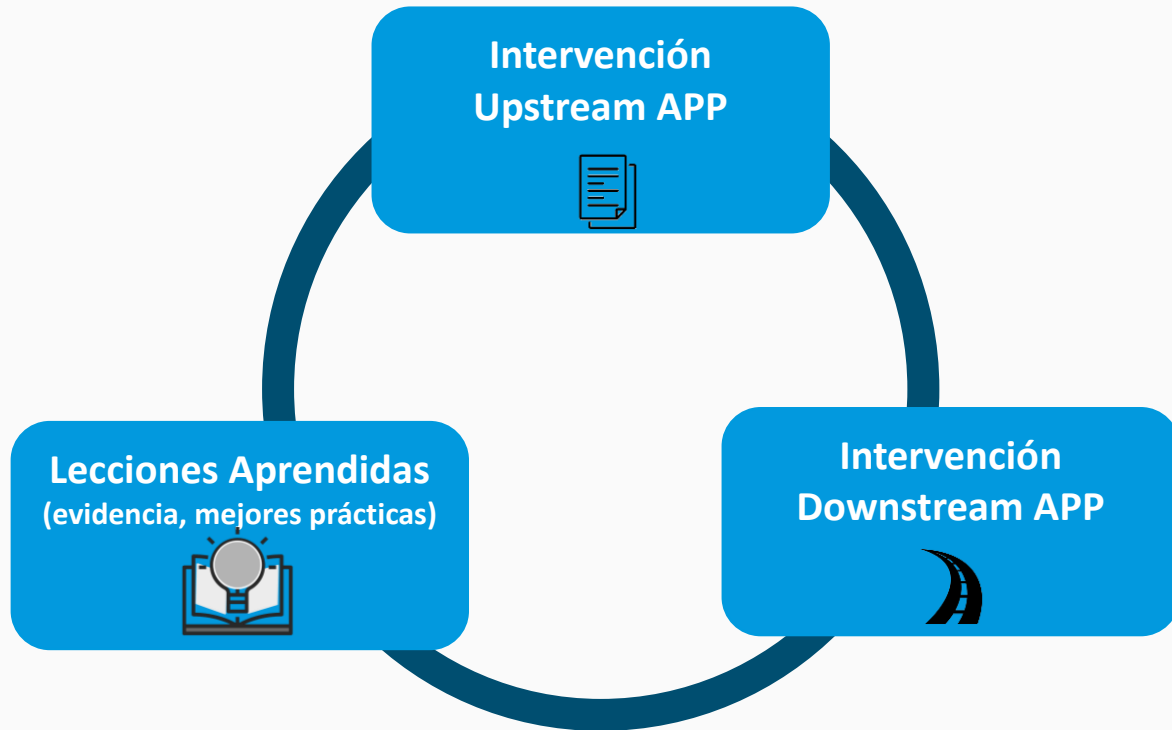 Intervención
Upstream APP
Lecciones Aprendidas
(evidencia, mejores prácticas)
Intervención
Downstream APP